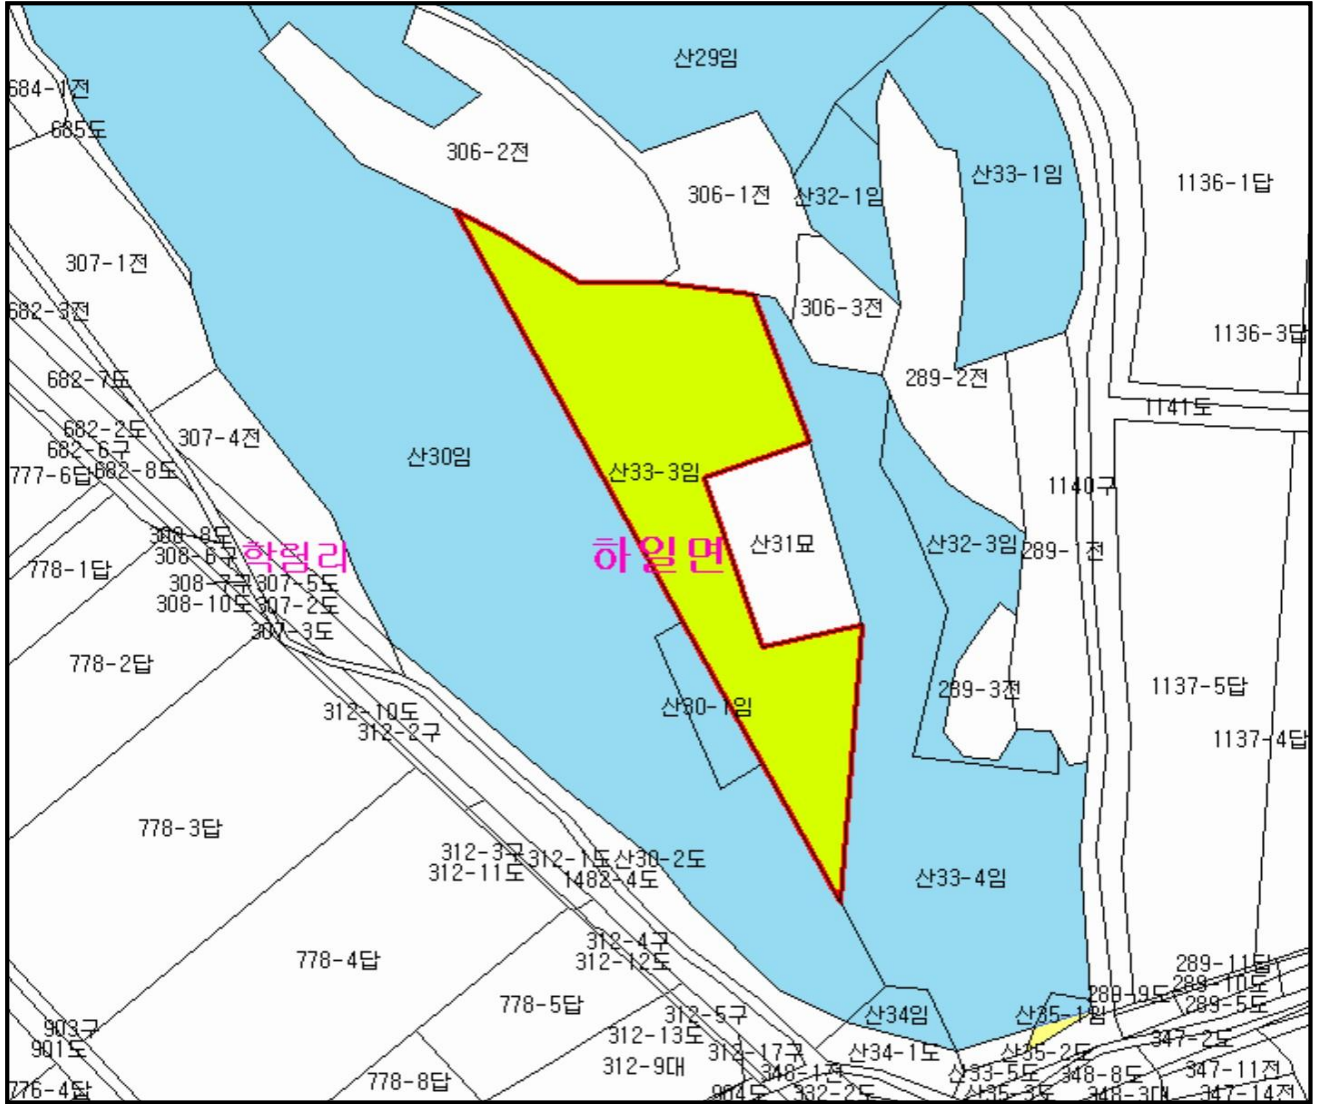 산29임
684-1전
685도
306-2전
306-1전
산32-1임
산33-1임
1136-1답
307-1전
682-3전
306-3전
1136-3답
682-7도
289-2전
1141도
682-2도
307-4전
682-6구
산30임
777-6답
682-8도
산33-3임
1140구
308-8도
학림리
하일면
산31묘
산32-3임
289-1전
308-6구
778-1답
308-7구
307-5도
308-10도
307-2도
307-3도
778-2답
289-3전
1137-5답
312-10도
산30-1임
312-2구
1137-4답
778-3답
312-3구
312-1도
산30-2도
312-11도
1482-4도
산33-4임
312-4구
778-4답
312-12도
289-11답
289-10도
778-5답
289-9도
289-5도
903구
312-5구
산34임
산35-1임
312-13도
901도
312-17구
산34-1도
산35-2도
347-2도
312-9대
348-1전
산33-5도
348-8도
347-11전
776-4답
778-8답
904도
332-2도
산35-3도
348-3대
347-14전